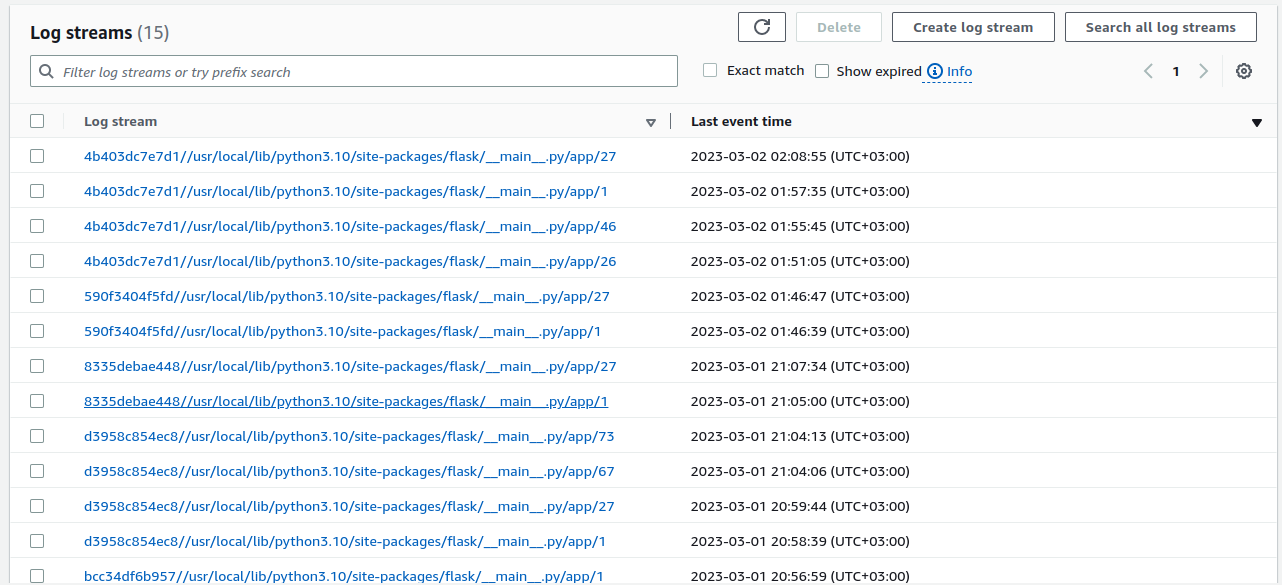 Log streams (15)
Delete
Create log stream
Search all log streams
Filter log streams or try prefix search
Exact match
Show expired
Info
1
Log stream Last event time
4b403dc7e7d1//usr/local/lib/python3.10/site-packages/flask/__main__.py/app/27 2023-03-02 02:08:55 (UTC+03:00)
4b403dc7e7d1//usr/local/lib/python3.10/site-packages/flask/__main__.py/app/1 2023-03-02 01:57:35 (UTC+03:00)
4b403dc7e7d1//usr/local/lib/python3.10/site-packages/flask/__main__.py/app/46 2023-03-02 01:55:45 (UTC+03:00)
4b403dc7e7d1//usr/local/lib/python3.10/site-packages/flask/__main__.py/app/26 2023-03-02 01:51:05 (UTC+03:00)
590f3404f5fd//usr/local/lib/python3.10/site-packages/flask/__main__.py/app/27 2023-03-02 01:46:47 (UTC+03:00)
590f3404f5fd//usr/local/lib/python3.10/site-packages/flask/__main__.py/app/1 2023-03-02 01:46:39 (UTC+03:00)
8335debae448//usr/local/lib/python3.10/site-packages/flask/__main__.py/app/27 2023-03-01 21:07:34 (UTC+03:00)
8335debae448//usr/local/lib/python3.10/site-packages/flask/__main__.py/app/1 2023-03-01 21:05:00 (UTC+03:00)
d3958c854ec8//usr/local/lib/python3.10/site-packages/flask/__main__.py/app/73 2023-03-01 21:04:13 (UTC+03:00)
d3958c854ec8//usr/local/lib/python3.10/site-packages/flask/__main__.py/app/67 2023-03-01 21:04:06 (UTC+03:00)
d3958c854ec8//usr/local/lib/python3.10/site-packages/flask/__main__.py/app/27 2023-03-01 20:59:44 (UTC+03:00)
d3958c854ec8//usr/local/lib/python3.10/site-packages/flask/__main__.py/app/1 2023-03-01 20:58:39 (UTC+03:00)
bcc34df6b957//usr/local/lib/python3.10/site-packages/flask/__main__.py/app/1 2023-03-01 20:56:59 (UTC+03:00)